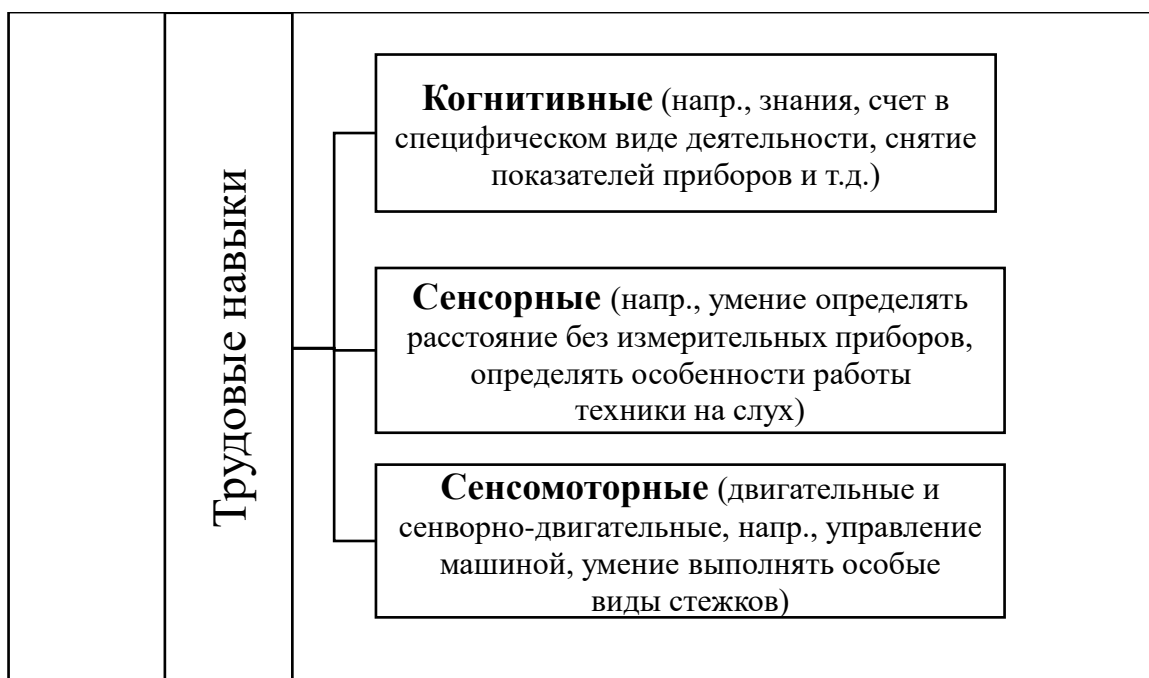 Трудовые навыки
Когнитивные (напр., знания, счет в
специфическом виде деятельности, снятие
показателей приборов и т.д.)
Сенсорные (напр., умение определять
расстояние без измерительных приборов,
определять особенности работы
техники на слух)
Сенсомоторные (двигательные и
сенворно-двигательные, напр., управление
машиной, умение выполнять особые
виды стежков)